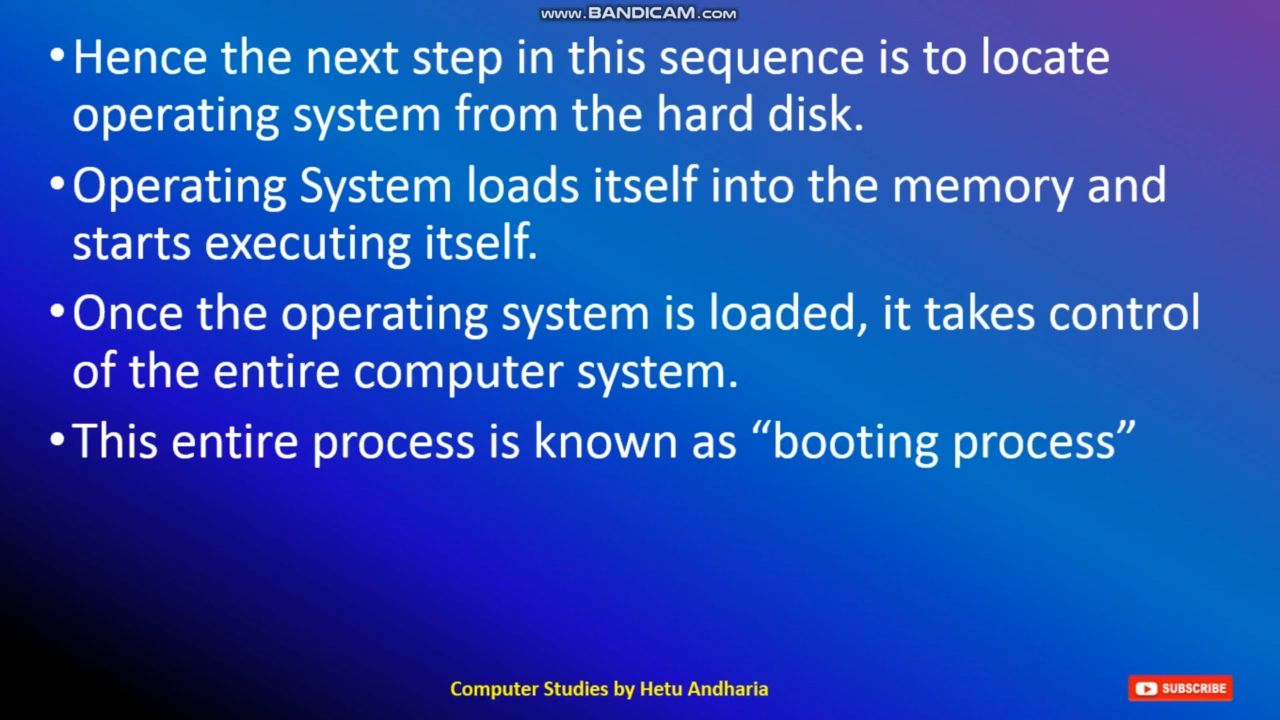 www.BANDICAM.com
•Hence the next step in this sequence is to locate
operating system from the hard disk.
•Operating System loads itself into the memory and
starts executing itself.
•Once the operating system is loaded, it takes control
of the entire computer system.
•This entire process is known as “booting process”
Computer Studies by Hetu Andharia
SUBSCRIBE